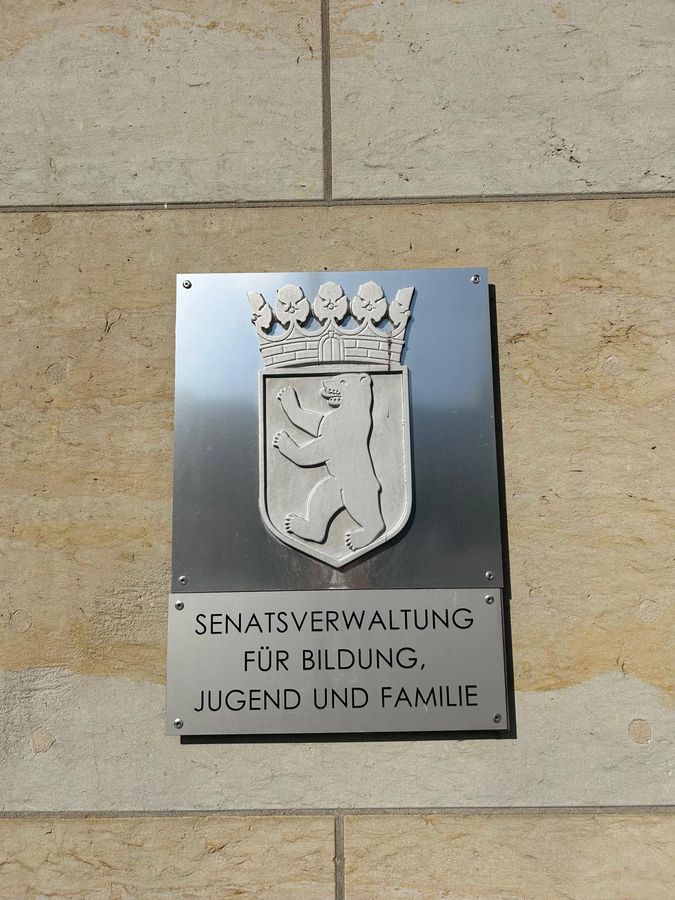 SENATSVERWALTUNG
FÜR BILDUNG,
JUGEND UND FAMILIE